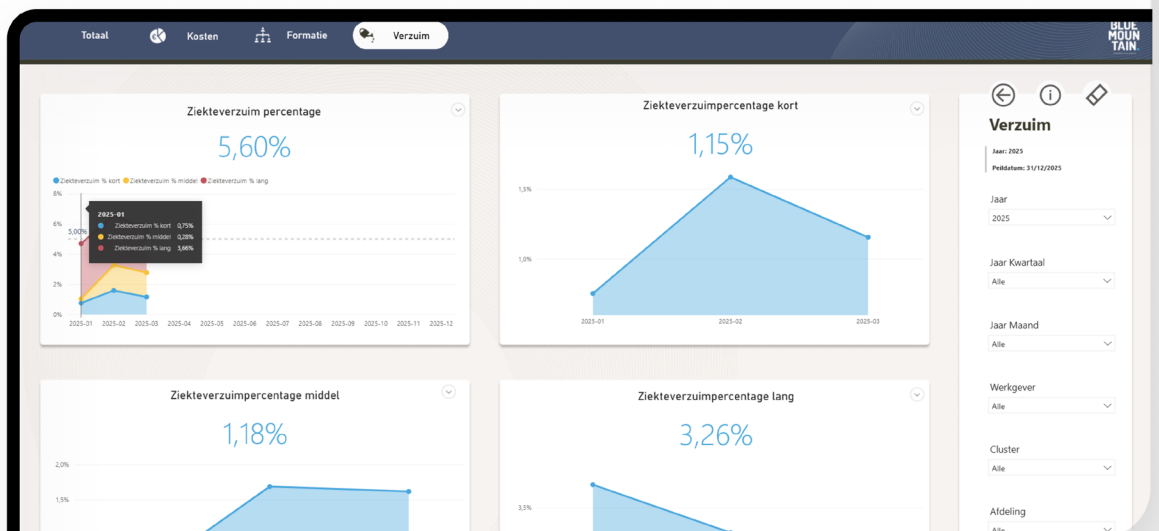 Totaal
Kosten
Formatie
Verzuim
BLUE
MOUN
TAIN.
Ziekteverzuim percentage
5,60%
Ziekteverzuim % kort Ziekteverzuim % middel Ziekteverzuim % lang
8%
6%
4%
2%
0%
5,00%
2025-01
Ziekteverzuim % kort 0,75%
Ziekteverzuim % middel 0,28%
Ziekteverzuim % lang 3,66%
2025-01 2025-02 2025-03 2025-04 2025-05 2025-06 2025-07 2025-08 2025-09 2025-10 2025-11 2025-12
Ziekteverzuimpercentage kort
1,15%
1,5%
1,0%
2025-01 2025-02 2025-03
Ziekteverzuimpercentage middel
1,18%
2,0%
1,5%
Ziekteverzuimpercentage lang
3,26%
3,5%
Verzuim
Jaar: 2025
Peildatum: 31/12/2025
Jaar
2025
Jaar Kwartaal
Alle
Jaar Maand
Alle
Werkgever
Alle
Cluster
Alle
Afdeling
Alle